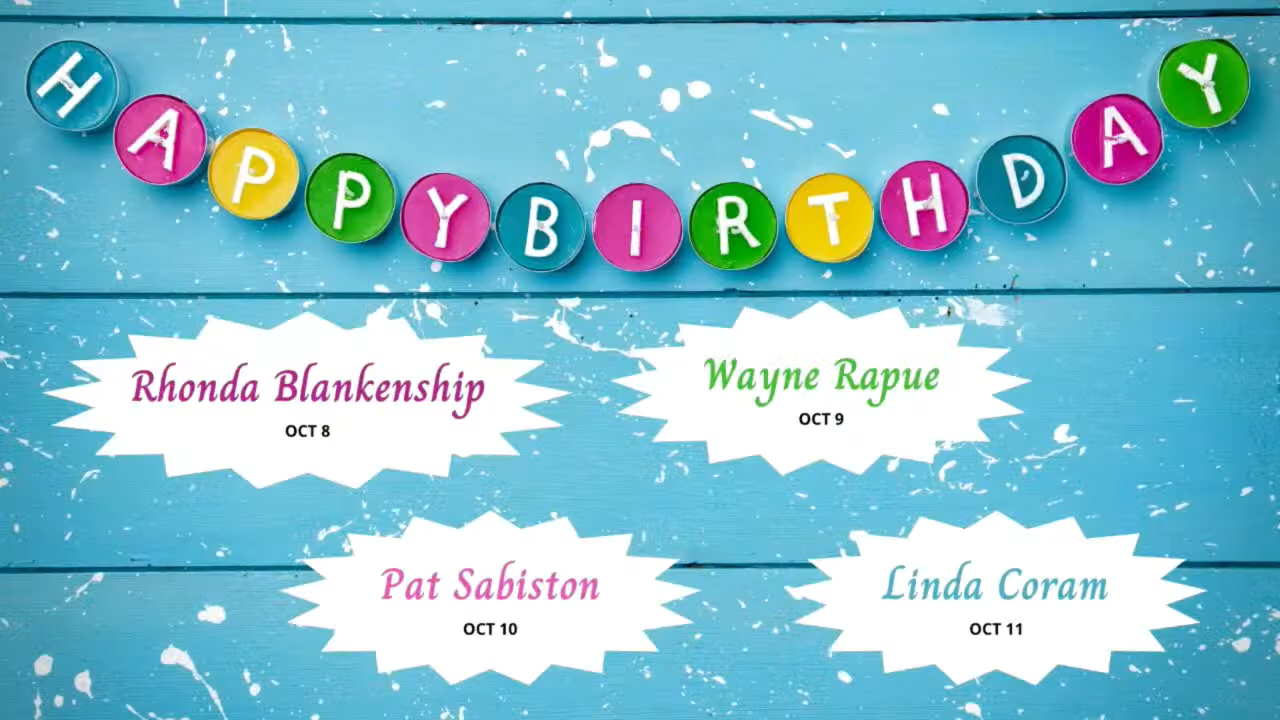 HAPPYBIRTHDAY
Rhonda Blankenship
OCT 8
Wayne Rapue
OCT 9
Pat Sabiston
OCT 10
Linda Coram
OCT 11